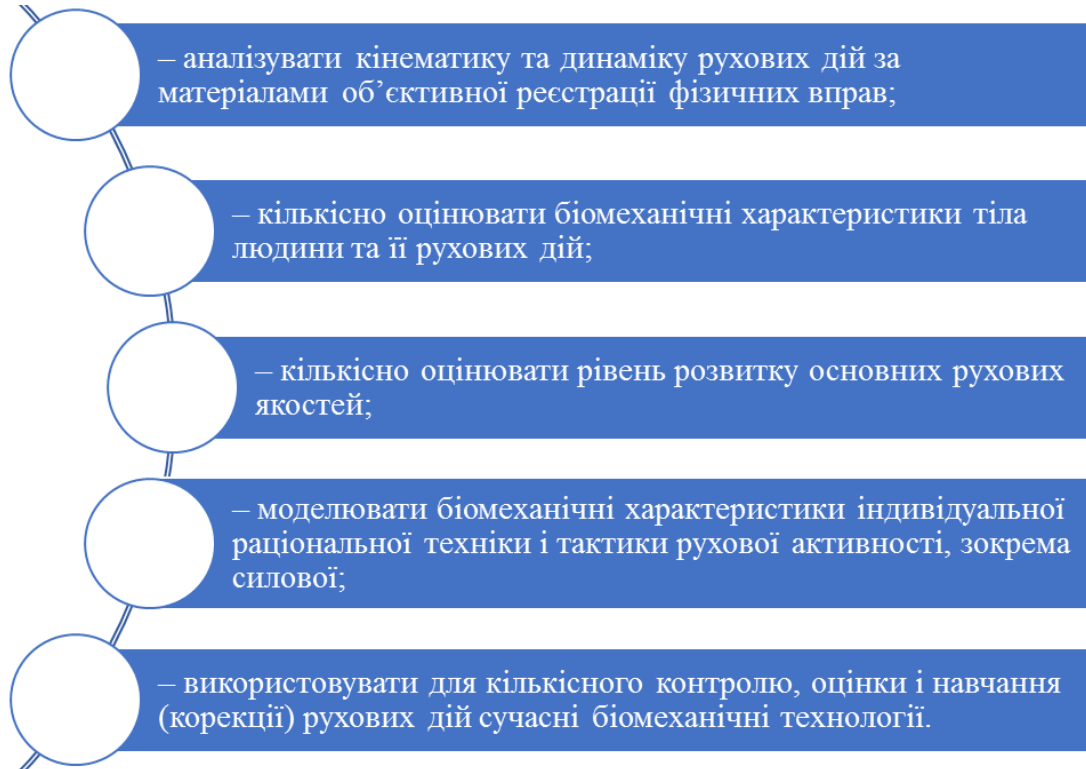 – аналізувати кінематику та динаміку рухових дій за
матеріалами об’єктивної реєстрації фізичних вправ;
– кількісно оцінювати біомеханічні характеристики тіла
людини та її рухових дій;
– кількісно оцінювати рівень розвитку основних рухових
якостей;
– моделювати біомеханічні характеристики індивідуальної
раціональної техніки і тактики рухової активності, зокрема
силової;
– використовувати для кількісного контролю, оцінки і навчання
(корекції) рухових дій сучасні біомеханічні технології.